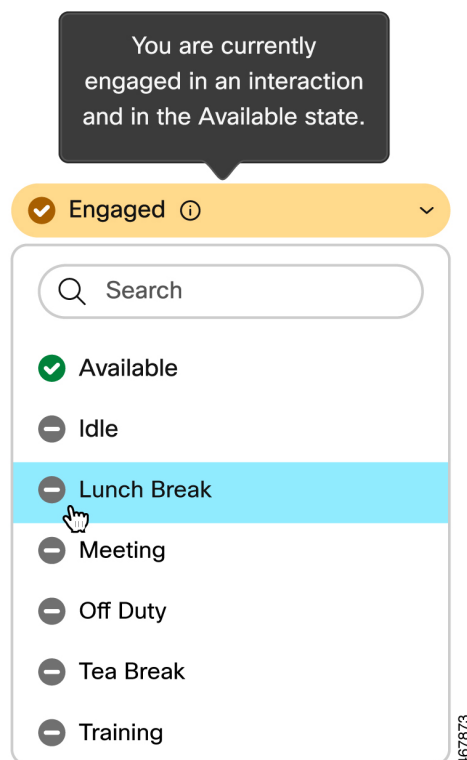 You are currently
engaged in an interaction
and in the Available state.
Engaged
Search
Available
Idle
Lunch Break
Meeting
Off Duty
Tea Break
Training
467873